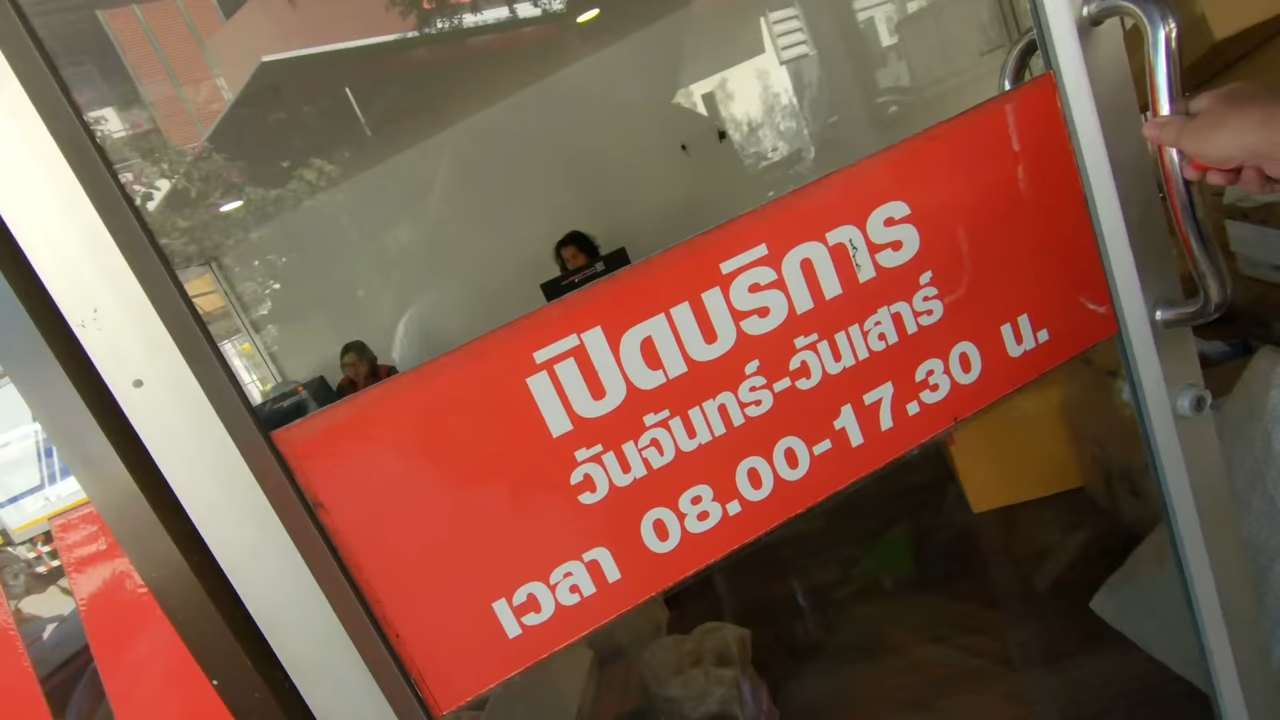 เปิดบริการ
วันจันทร์-วันเสาร์
เวลา 08.00-17.30 น.